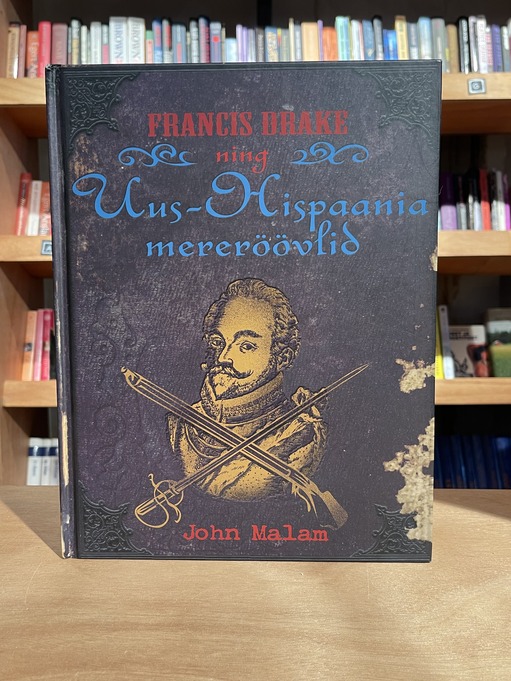 FRANCIS DRAKE
ning
Uus-Hispaania
mereröövlid
John Malam